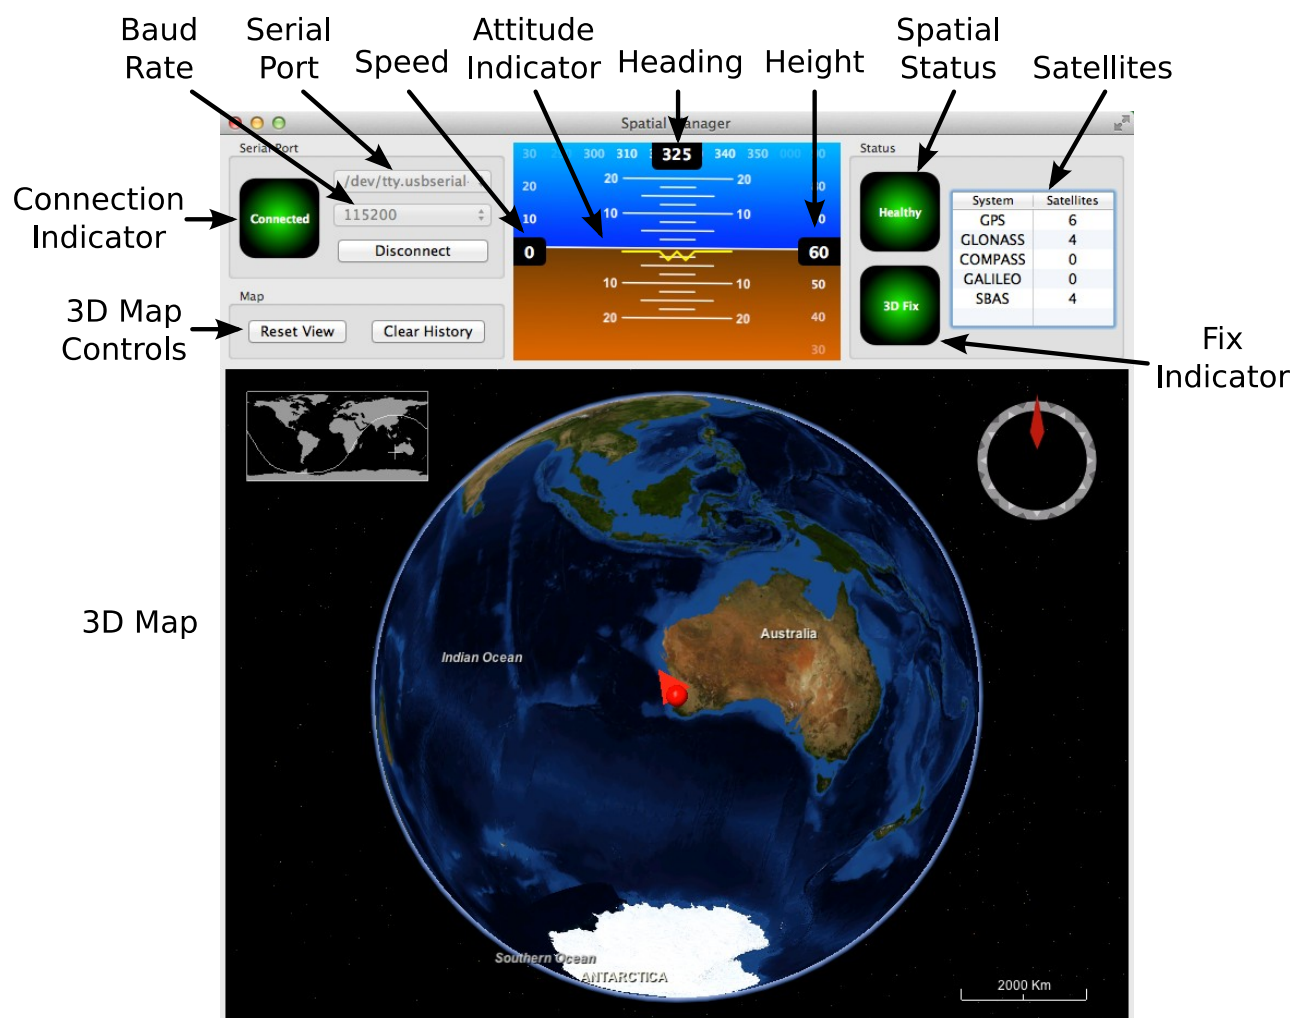 Baud
Rate
Serial
Port
Speed
Attitude
Indicator
Heading
Height
Spatial
Status
Satellites
Serial Port
Connected
/dev/tty.usbserial-
115200
Disconnect
Map
Reset View
Clear History
30 300 310 325 340 350 000
20 20 20
10 10 10
0 60
10 10 50
20 20 40
30
Status
Healthy
3D Fix
System Satellites
GPS 6
GLONASS 4
COMPASS 0
GALILEO 0
SBAS 4
Connection
Indicator
3D Map
Controls
Fix
Indicator
3D Map
Australia
Indian Ocean
Southern Ocean
ANTARCTICA
2000 Km